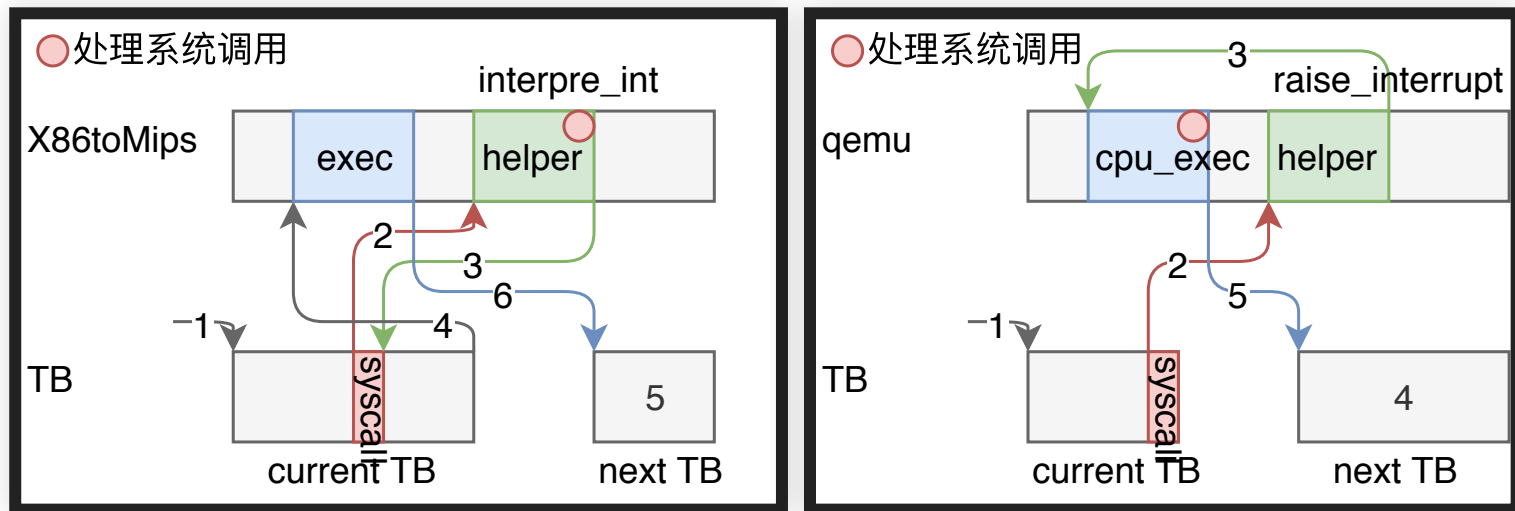 处理系统调用
interpre_int
X86toMips
exec
helper
2
3
6
1
4
TB
syscall
5
current TB
next TB
处理系统调用
3
raise_interrupt
qemu
cpu_exec
helper
2
5
1
TB
syscall
4
current TB
next TB